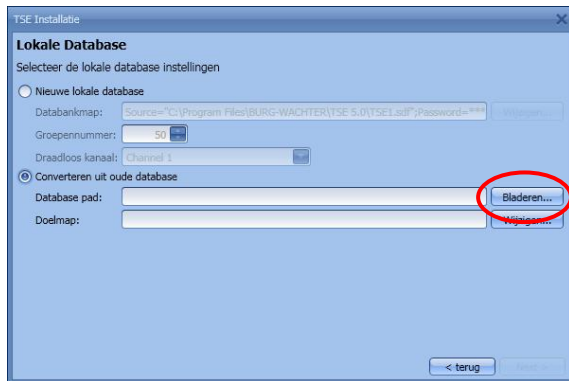 TSE Installatie
Lokale Database
Selecteer de lokale database instellingen
Nieuwe lokale database
Databankmap: Source="C:\Program Files\BURG-WACHTER\TSE 5.0\TSE1.sdf";Password=*** Wijzigen...
Groepennummer: 50
Draadloos kanaal: Channel 1
Converteren uit oude database
Database pad: Bladeren...
Doelmap: Wijzigen...
< terug Next >